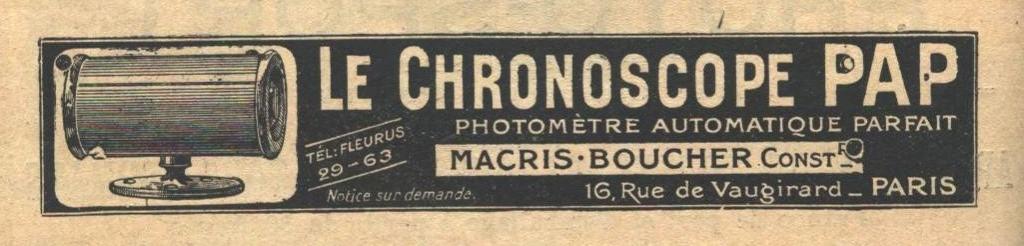 LE CHRONOSCOPE PAP
PHOTOMÈTRE AUTOMATIQUE PARFAIT
TÉL: FLEURUS
29-63
MACRIS·BOUCHER CONSTR
Notice sur demande.
16, Rue de Vaugirard _ PARIS